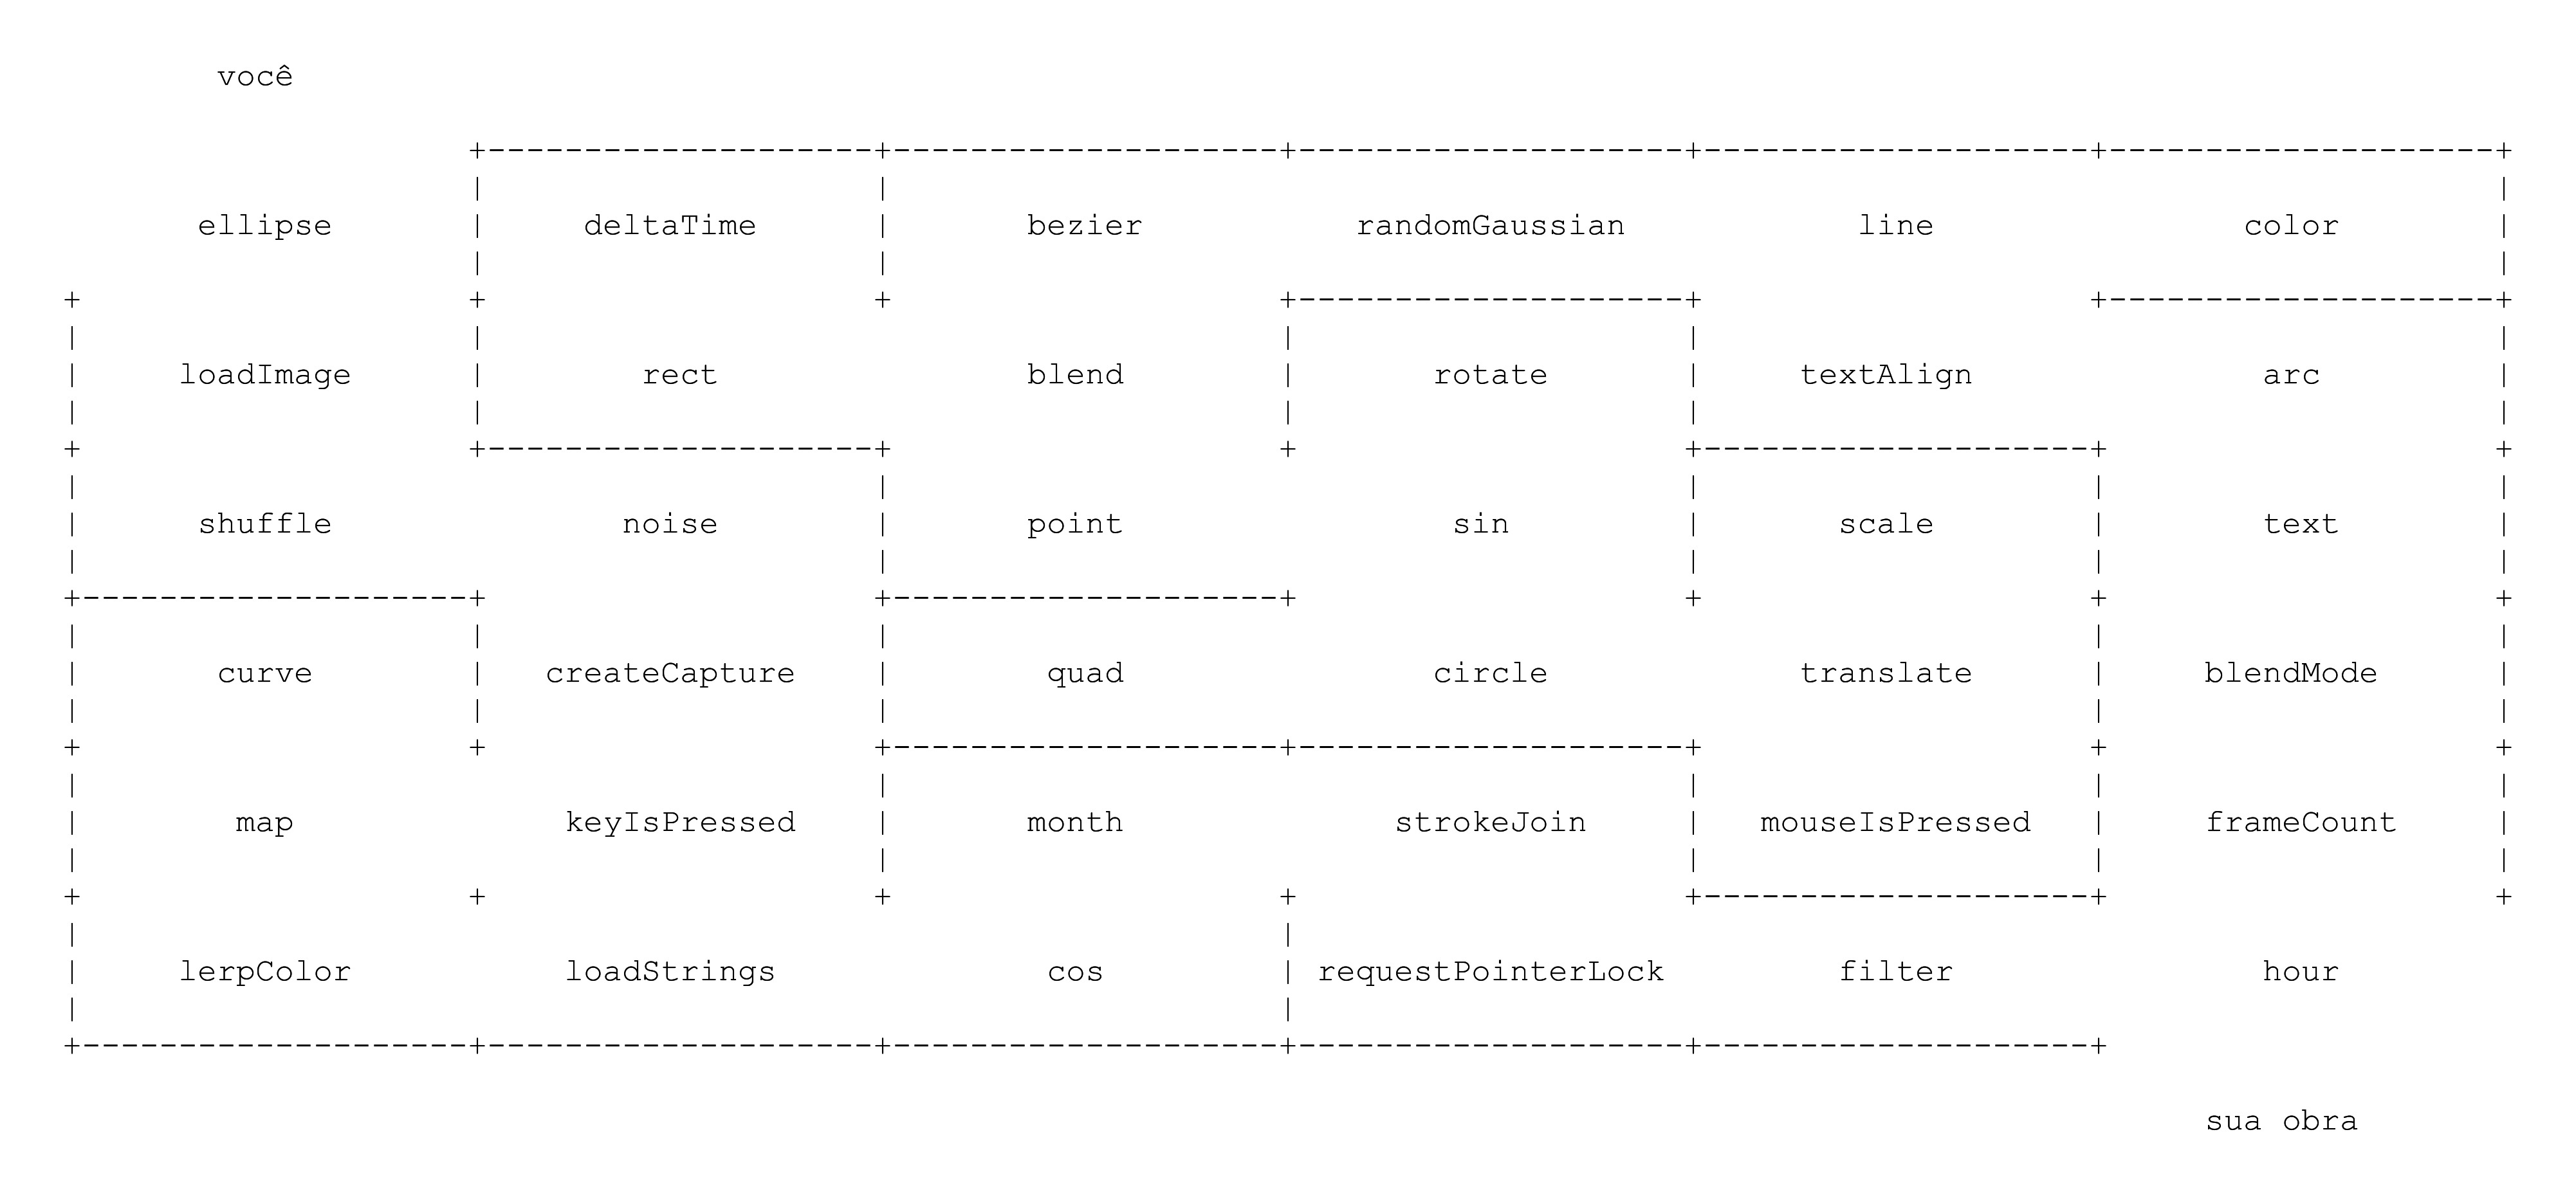 você
ellipse deltaTime bezier randomGaussian line color
loadImage rect blend rotate textAlign arc
shuffle noise point sin scale text
curve createCapture quad circle translate blendMode
map keyIsPressed month strokeJoin mouseIsPressed frameCount
lerpColor loadStrings cos requestPointerLock filter hour
sua obra